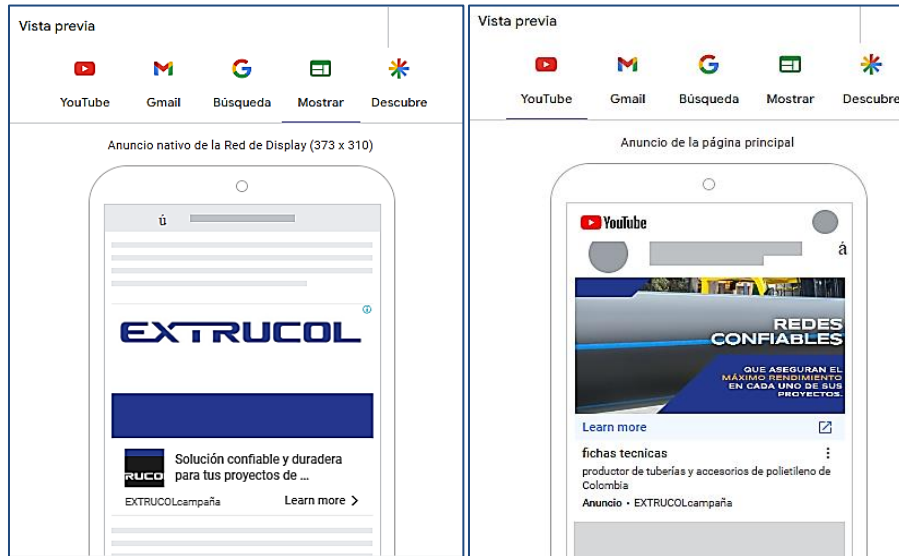 Vista previa
YouTube Gmail Búsqueda Mostrar Descubre
Anuncio nativo de la Red de Display (373 x 310)
ú
EXTRUCOL
RUCO
Solución confiable y duradera
para tus proyectos de ...
EXTRUCOLcampaña Learn more
Vista previa
YouTube Gmail Búsqueda Mostrar Descubre
Anuncio de la página principal
YouTube
á
REDES
CONFIABLES
QUE ASEGURAN EL
MÁXIMO RENDIMIENTO
EN CADA UNO DE SUS
PROYECTOS.
Learn more
fichas tecnicas
productor de tuberías y accesorios de polietileno de
Colombia
Anuncio • EXTRUCOLcampaña